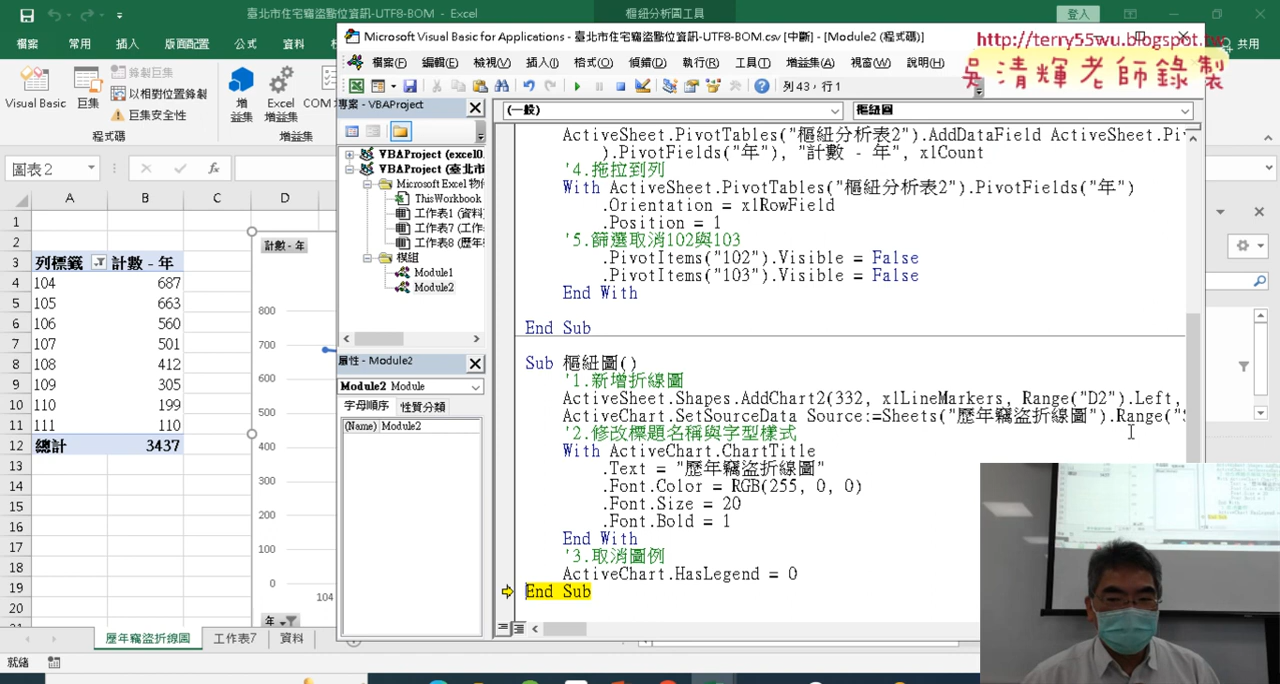 臺北市住宅竊盜點位資訊-UTF8-BOM - Excel
樞紐分析圖工具
登入
檔案 常用 插入 版面配置 公式 資料
共用
Visual Basic
巨集
錄製巨集
以相對位置錄製
巨集安全性
增益集
Excel 增益集
COM
程式碼
增益集
圖表2
fx
A B C D
列標籤 計數 - 年
104 687
105 663
106 560
107 501
108 412
109 305
110 199
111 110
總計 3437
計數 - 年
800
700
600
500
400
300
200
100
0
104
年
歷年竊盜折線圖 工作表7 資料
就緒
Microsoft Visual Basic for Applications - 臺北市住宅竊盜點位資訊-UTF8-BOM.csv [中斷] - [Module2 (程式碼)]
http://terry55wu.blogspot.tw
吳清輝老師錄製
檔案(F) 編輯(E) 檢視(V) 插入(I) 格式(O) 偵錯(D) 執行(R) 工具(T) 增益集(A) 視窗(W) 說明(H)
列 43，行 1
專案 - VBAProject
VBAProject (excel0
VBAProject (臺北市
Microsoft Excel 物件
ThisWorkbook
工作表1 (資料
工作表7 (工作
工作表8 (歷年
模組
Module1
Module2
屬性 - Module2
Module2 Module
字母順序 性質分類
(Name) Module2
(一般) 樞紐圖
ActiveSheet.PivotTables("樞紐分析表2").AddDataField ActiveSheet.Pi
).PivotFields("年"), "計數 - 年", xlCount
'4.拖拉到列
With ActiveSheet.PivotTables("樞紐分析表2").PivotFields("年")
.Orientation = xlRowField
.Position = 1
'5.篩選取消102與103
.PivotItems("102").Visible = False
.PivotItems("103").Visible = False
End With
End Sub
Sub 樞紐圖()
'1.新增折線圖
ActiveSheet.Shapes.AddChart2(332, xlLineMarkers, Range("D2").Left,
ActiveChart.SetSourceData Source:=Sheets("歷年竊盜折線圖").Range("
'2.修改標題名稱與字型樣式
With ActiveChart.ChartTitle
.Text = "歷年竊盜折線圖"
.Font.Color = RGB(255, 0, 0)
.Font.Size = 20
.Font.Bold = 1
End With
'3.取消圖例
ActiveChart.HasLegend = 0
End Sub